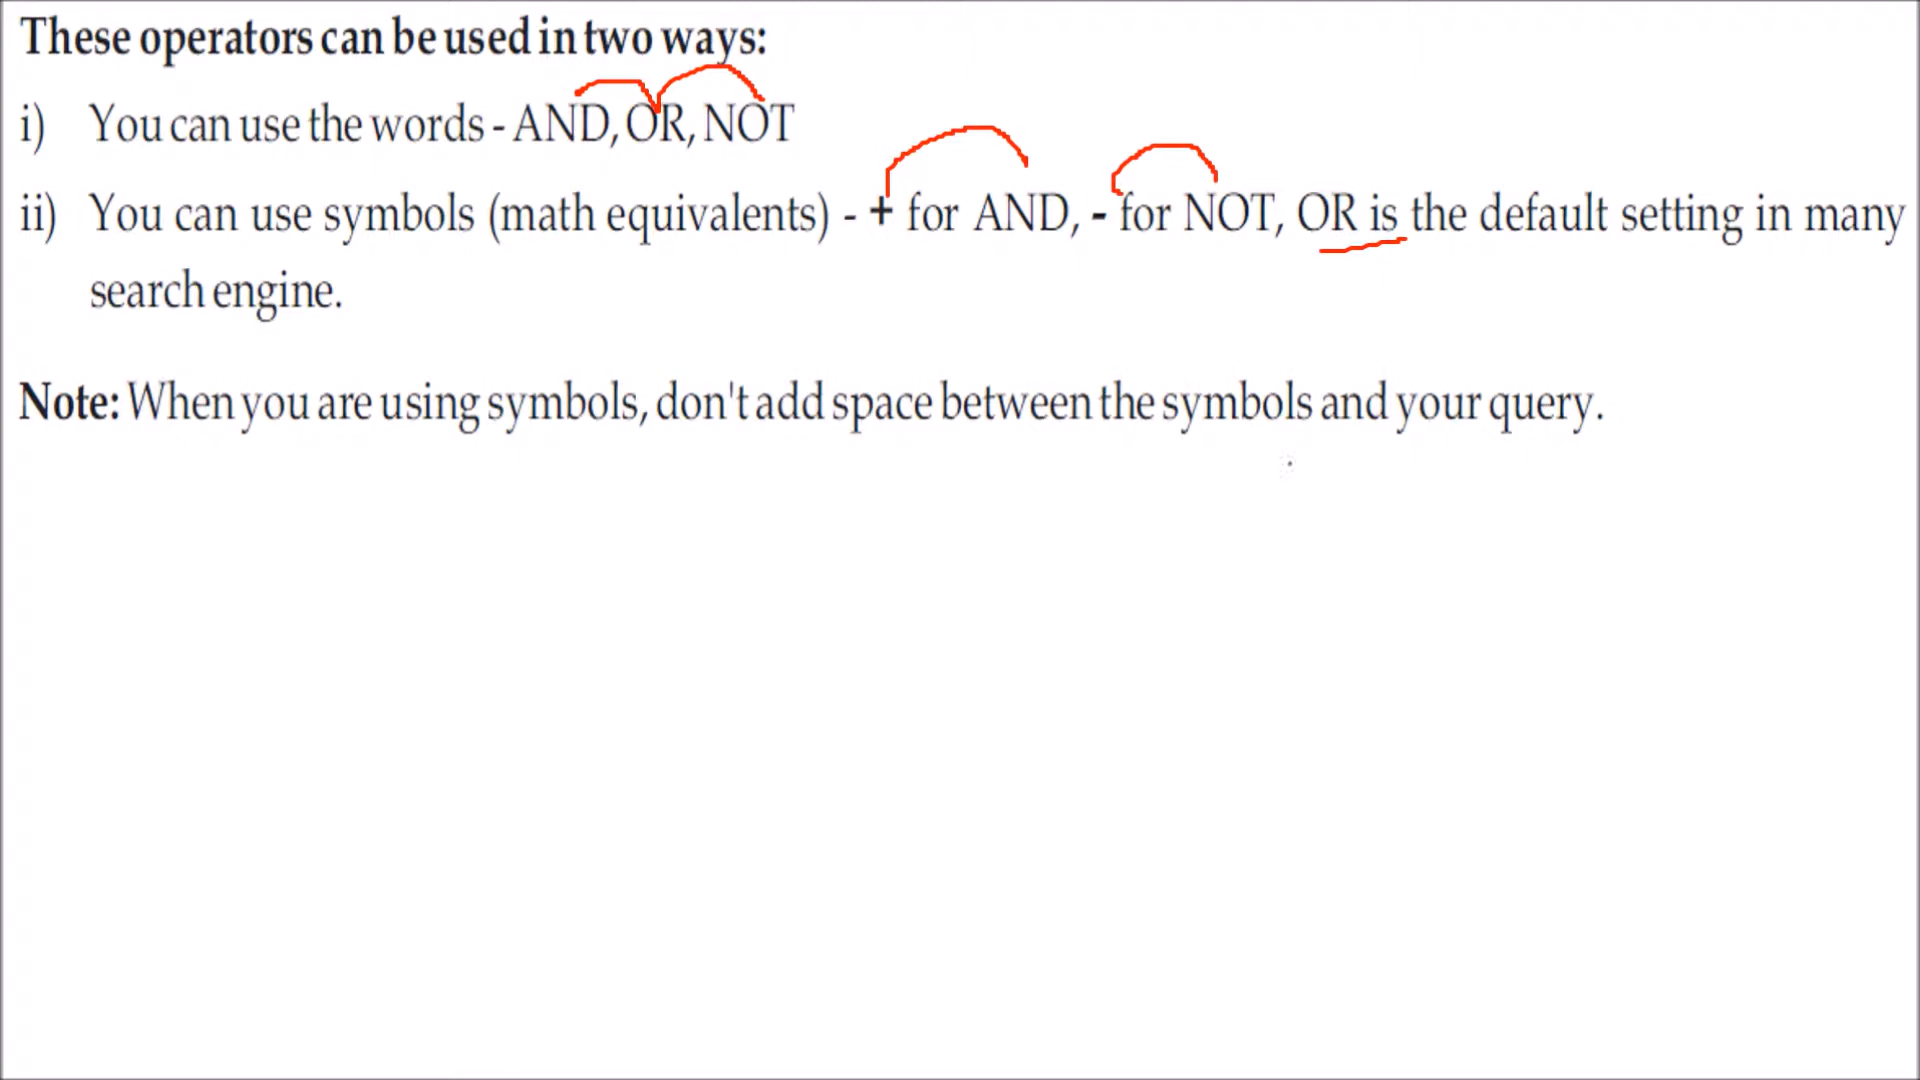 These operators can be used in two ways:
i) You can use the words - AND, OR, NOT
ii) You can use symbols (math equivalents) - + for AND, - for NOT, OR is the default setting in many
search engine.
Note: When you are using symbols, don't add space between the symbols and your query.